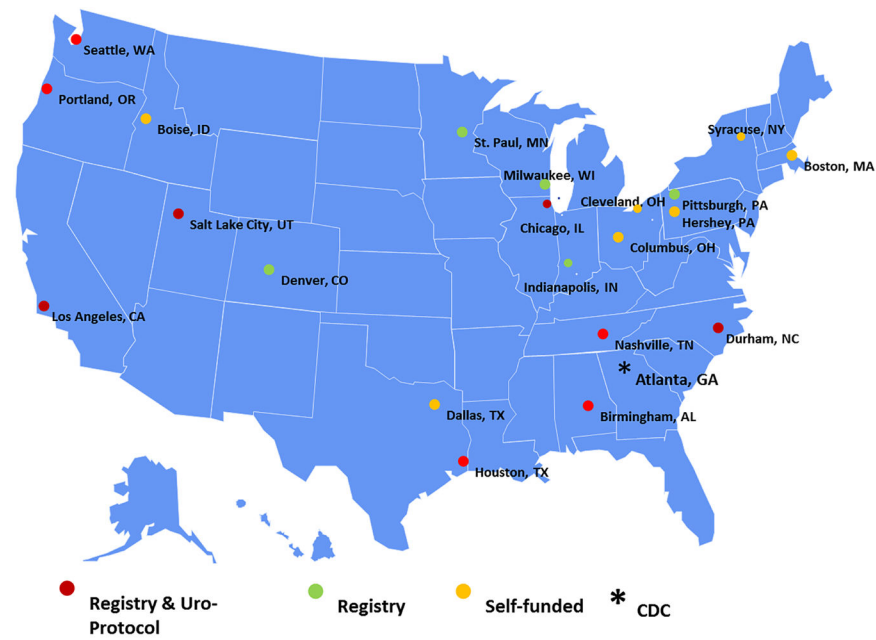 Seattle, WA
Portland, OR
Boise, ID
St. Paul, MN
Syracuse, NY
Milwaukee, WI
Boston, MA
Cleveland, OH
Pittsburgh, PA
Hershey, PA
Salt Lake City, UT
Chicago, IL
Columbus, OH
Denver, CO
Indianapolis, IN
Los Angeles, CA
Nashville, TN
Durham, NC
* Atlanta, GA
Dallas, TX
Birmingham, AL
Houston, TX
Registry & Uro-
Protocol
Registry
Self-funded
* CDC